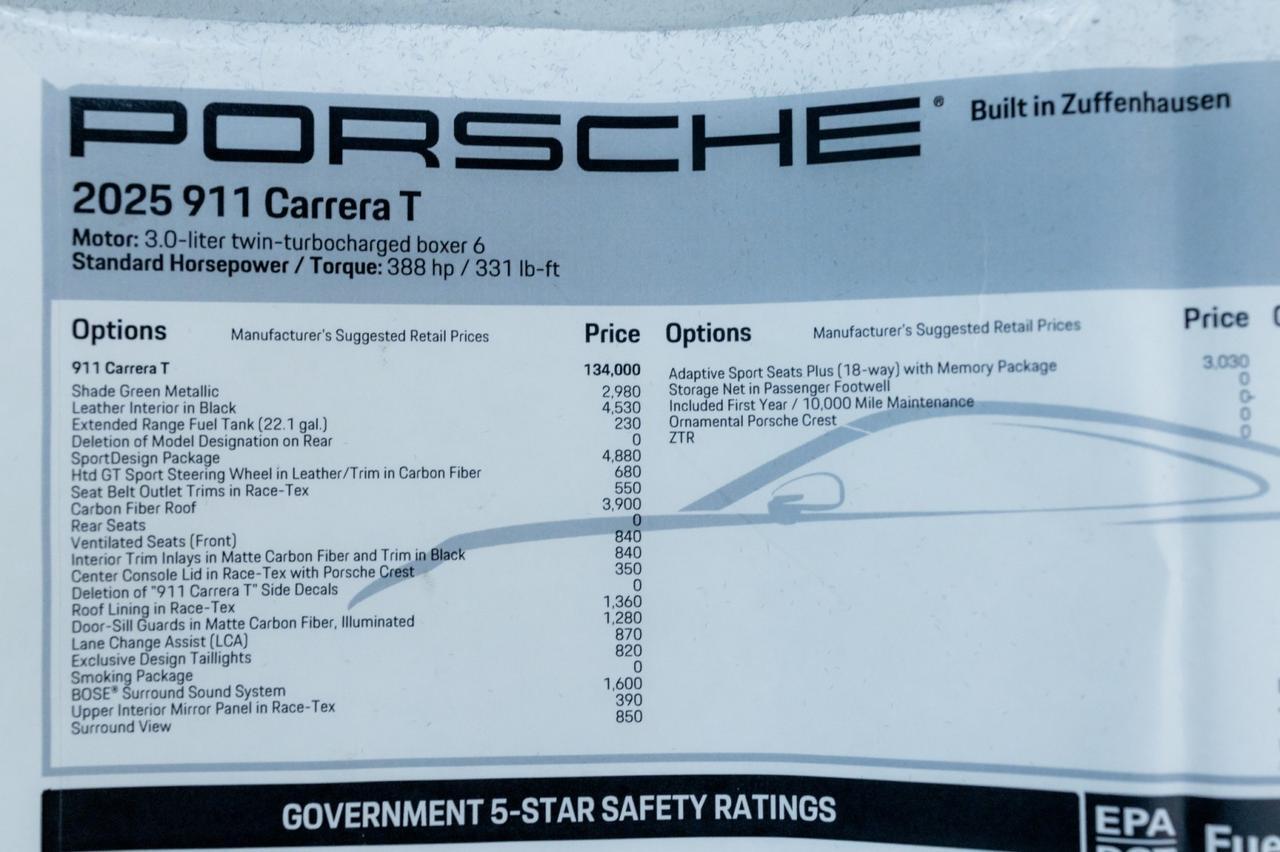 PORSCHE®
Built in Zuffenhausen
2025 911 Carrera T
Motor: 3.0-liter twin-turbocharged boxer 6
Standard Horsepower / Torque: 388 hp / 331 lb-ft
Options Manufacturer's Suggested Retail Prices Price
911 Carrera T 134,000
Shade Green Metallic 2,980
Leather Interior in Black 4,530
Extended Range Fuel Tank (22.1 gal.) 230
Deletion of Model Designation on Rear 0
SportDesign Package 4,880
Htd GT Sport Steering Wheel in Leather/Trim in Carbon Fiber 680
Seat Belt Outlet Trims in Race-Tex 550
Carbon Fiber Roof 3,900
Rear Seats 0
Ventilated Seats (Front) 840
Interior Trim Inlays in Matte Carbon Fiber and Trim in Black 840
Center Console Lid in Race-Tex with Porsche Crest 350
Deletion of "911 Carrera T" Side Decals 0
Roof Lining in Race-Tex 1,360
Door-Sill Guards in Matte Carbon Fiber, Illuminated 1,280
Lane Change Assist (LCA) 870
Exclusive Design Taillights 820
Smoking Package 0
BOSE® Surround Sound System 1,600
Upper Interior Mirror Panel in Race-Tex 390
Surround View 850
Options Manufacturer's Suggested Retail Prices Price
Adaptive Sport Seats Plus (18-way) with Memory Package 3,030
Storage Net in Passenger Footwell 0
Included First Year / 10,000 Mile Maintenance 0
Ornamental Porsche Crest 0
ZTR 0
GOVERNMENT 5-STAR SAFETY RATINGS
EPA